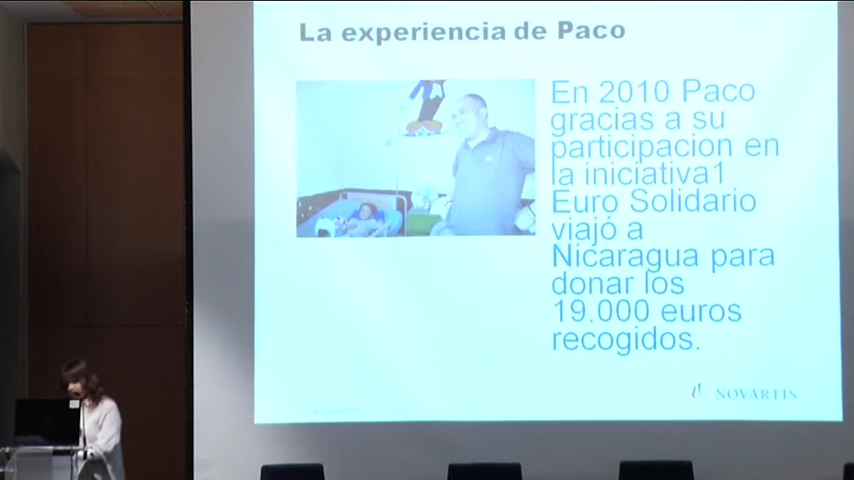 La experiencia de Paco
En 2010 Paco
gracias a su
participacion en
la iniciativa1
Euro Solidario
viajó a
Nicaragua para
donar los
19.000 euros
recogidos.
NOVARTIS